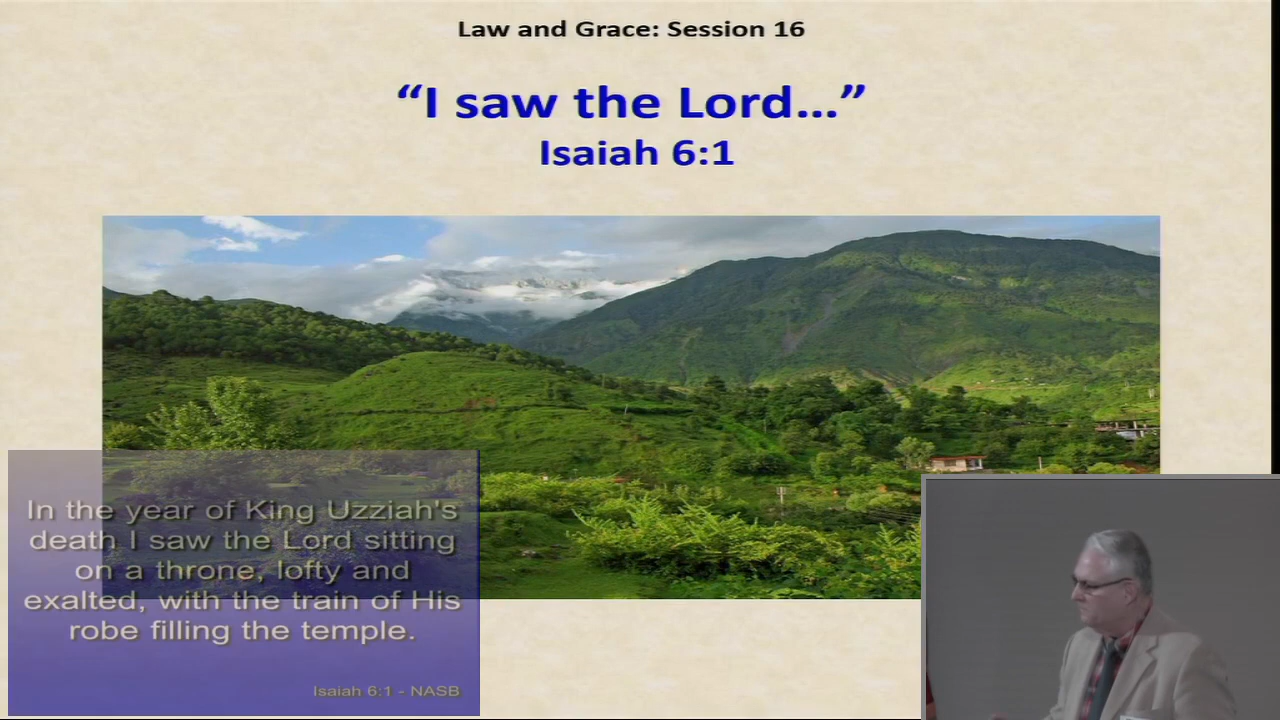 Law and Grace: Session 16
“I saw the Lord...”
Isaiah 6:1
In the year of King Uzziah's
death I saw the Lord sitting
on a throne, lofty and
exalted, with the train of His
robe filling the temple.
Isaiah 6:1 - NASB